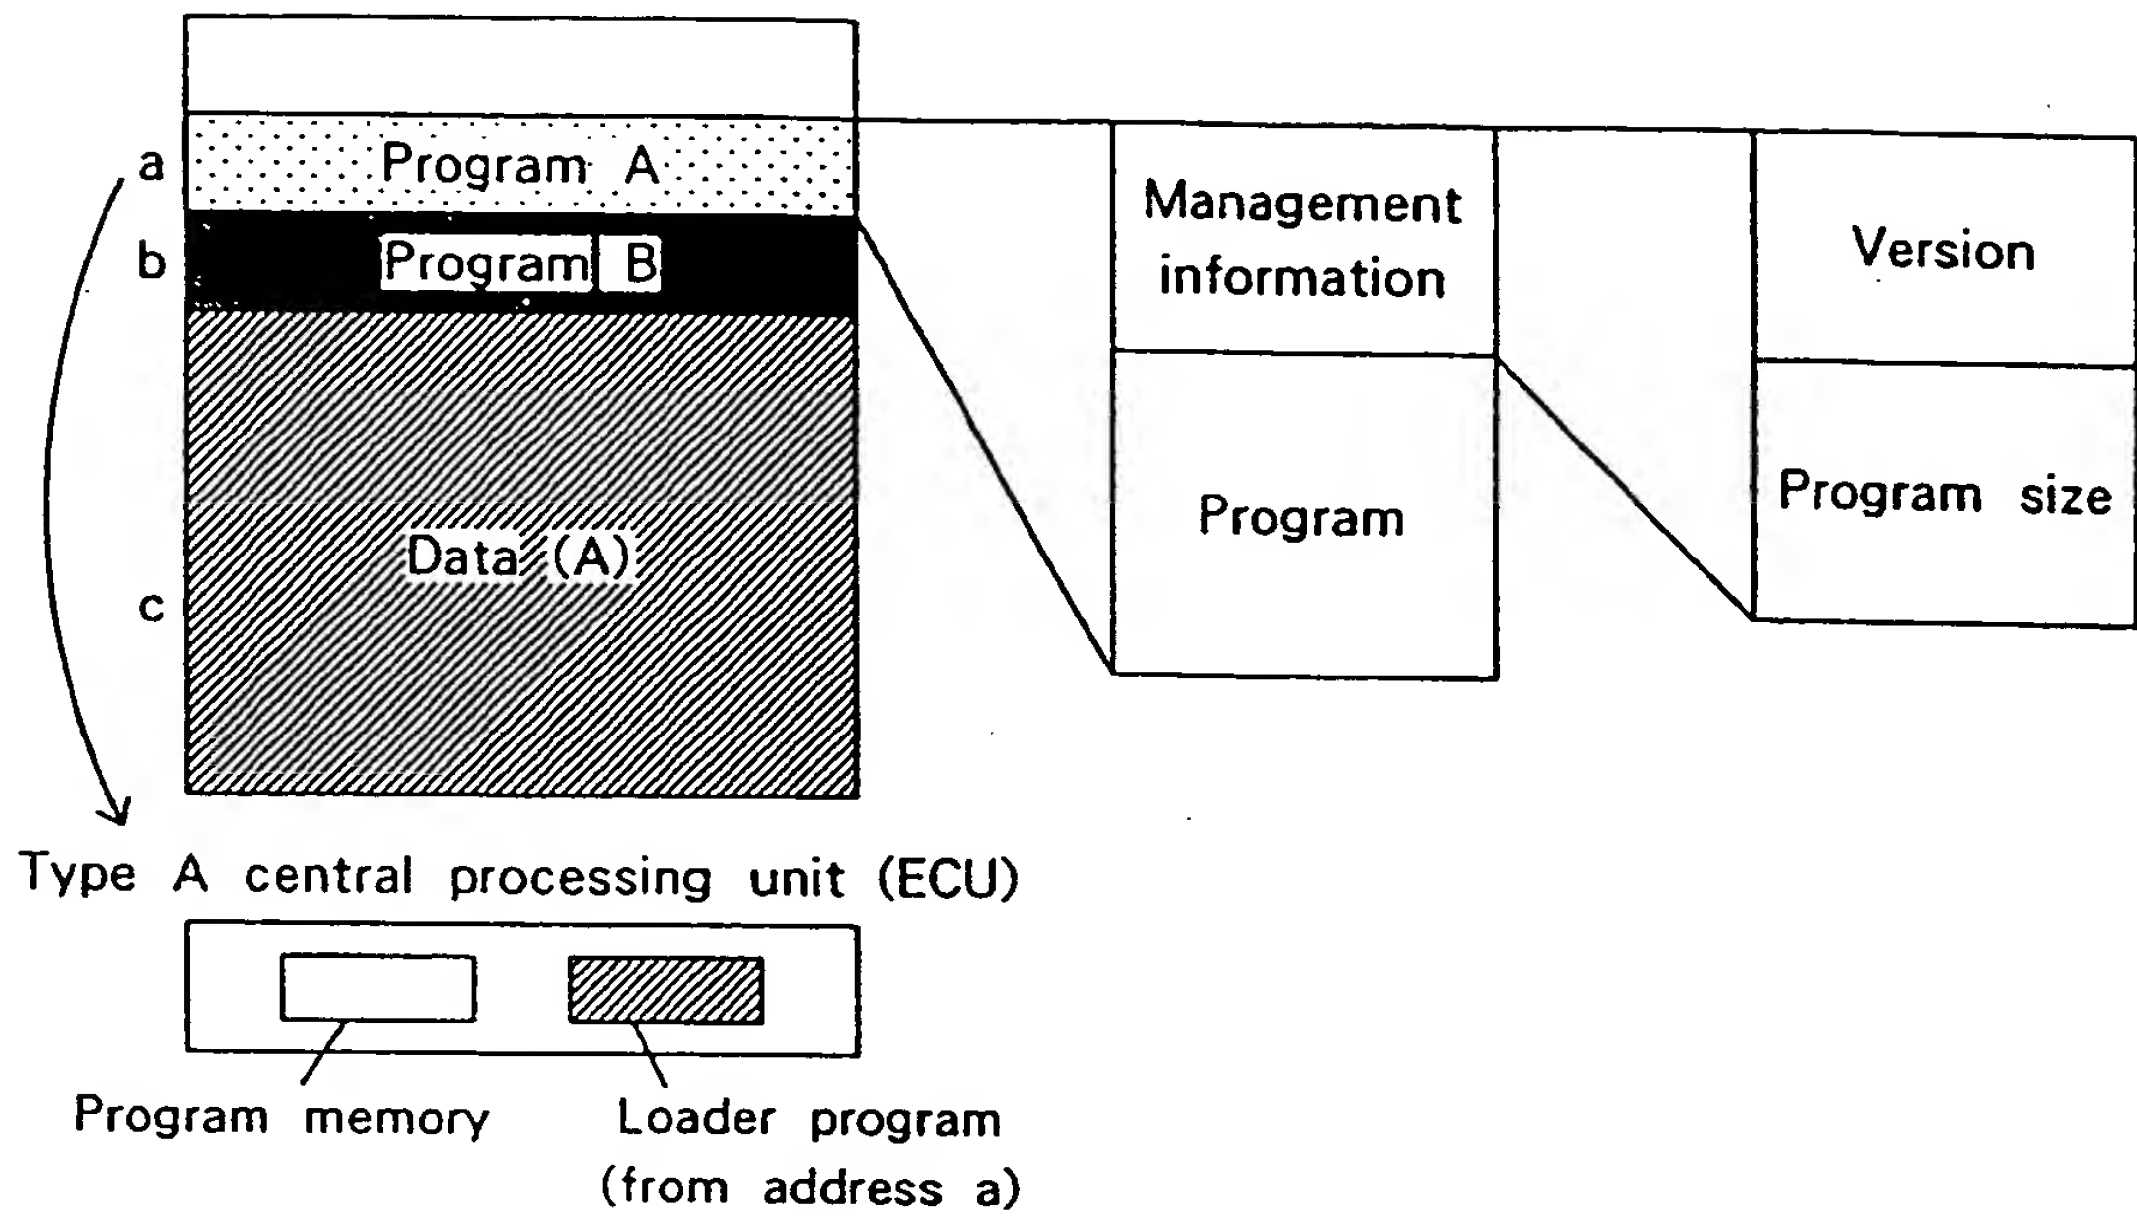 a
Program A
b
Program B
c
Data (A)
Management
information
Program
Version
Program size
Type A central processing unit (ECU)
Program memory
Loader program
(from address a)